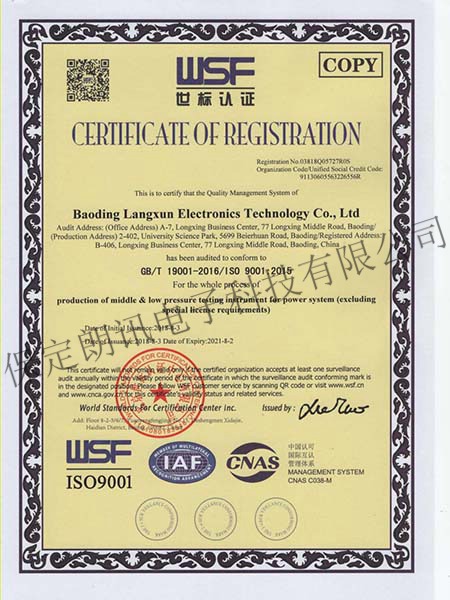 WSF
世标认证
COPY
CERTIFICATE OF REGISTRATION
Registration No.:03818Q05727R0S
Organization Code/Unified Social Credit Code:
91130605563226556R
This is to certify that the Quality Management System of
Baoding Langxun Electronics Technology Co., Ltd
Audit Address: (Office Address) A-7, Longxing Business Center, 77 Longxing Middle Road, Baoding/
(Production Address) 2-402, University Science Park, 5699 Beierhuan Road, Baoding/Registered Address:
B-406, Longxing Business Center, 77 Longxing Middle Road, Baoding, China
has been audited to conform to
GB/T 19001-2016/ISO 9001:2015
For the whole process of
production of middle & low pressure testing instrument for power system (excluding
special license requirements)
Date of Initial Issuance:2018-8-3
Date of Issuance:2018-8-3 Date of Expiry:2021-8-2
This certificate will not remain valid only if the certified organization accepts at least one surveillance
audit annually within the validity period of the certificate in which the surveillance audit conforming mark is
in the designated position. Please follow WSF customer service by scanning QR code or visit www.wsf.cn
and www.cnca.gov.cn for this certificate's validity status and related services.
World Standards For Certification Center Inc.
Issued by:
Haidian District,
WSF
ISO9001
MEMBER OF MULTILATERAL
IAF
RECOGNITION ARRANGEMENT
CNAS
中国认可
国际互认
管理体系
MANAGEMENT SYSTEM
CNAS C038-M
保定朗讯电子科技有限公司